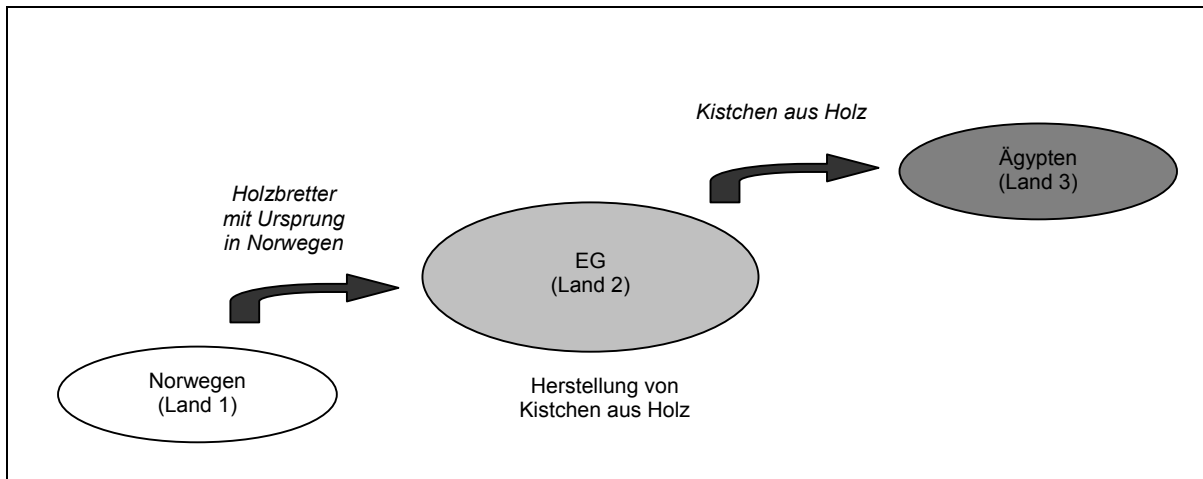 Kistchen aus Holz
Ägypten
(Land 3)
Holzbretter
mit Ursprung
in Norwegen
EG
(Land 2)
Norwegen
(Land 1)
Herstellung von
Kistchen aus Holz